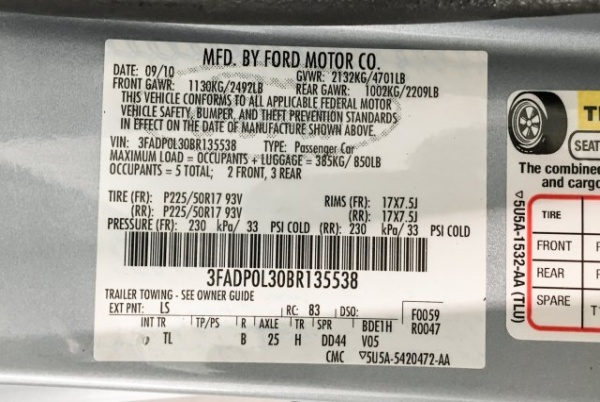 MFD. BY FORD MOTOR CO.
DATE: 09/10 GVWR: 2132KG/4701LB
FRONT GAWR: 1130KG/2492LB REAR GAWR: 1002KG/2209LB
THIS VEHICLE CONFORMS TO ALL APPLICABLE FEDERAL MOTOR
VEHICLE SAFETY, BUMPER, AND THEFT PREVENTION STANDARDS
IN EFFECT ON THE DATE OF MANUFACTURE SHOWN ABOVE.
VIN: 3FADP0L30BR135538 TYPE: Passenger Car
MAXIMUM LOAD = OCCUPANTS + LUGGAGE = 385KG/ 850LB
OCCUPANTS = 5 TOTAL; 2 FRONT, 3 REAR
TIRE (FR): P225/50R17 93V RIMS (FR): 17X7.5J
(RR): P225/50R17 93V (RR): 17X7.5J
PRESSURE (FR): 230 kPa/ 33 PSI COLD (RR): 230 kPa/ 33 PSI COLD
3FADP0L30BR135538
TRAILER TOWING - SEE OWNER GUIDE
EXT PNT: LS RC: 83 DSO: F0059
R0047
INT TR TP/PS R AXLE TR SPR BDE1H
TL B 25 H DD44 V05
CMC ▽5U5A-5420472-AA
SEAT
The combined
and cargo
TIRE
FRONT
REAR
SPARE
▽5U5A-1532-AA (TLU)